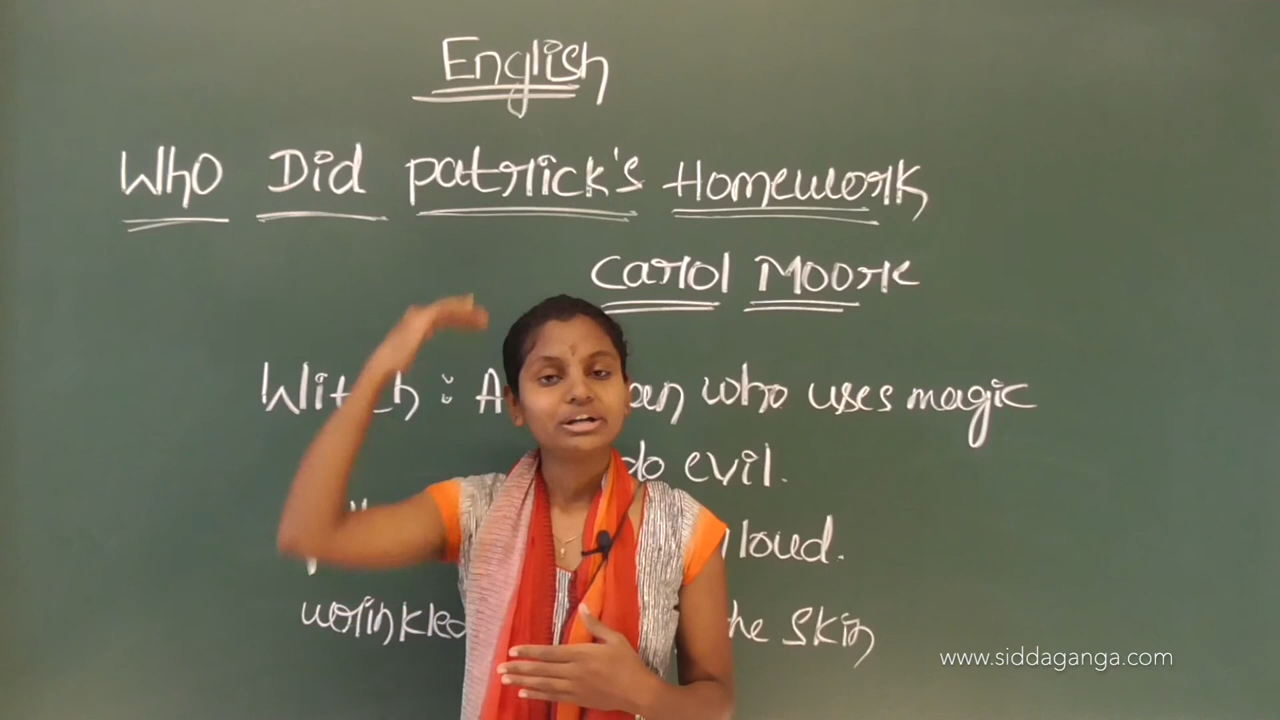 English
Who Did patrick's Homework
Carol Moore
Witch : A who uses magic
do evil.
loud.
wrinkled the skin
www.siddaganga.com